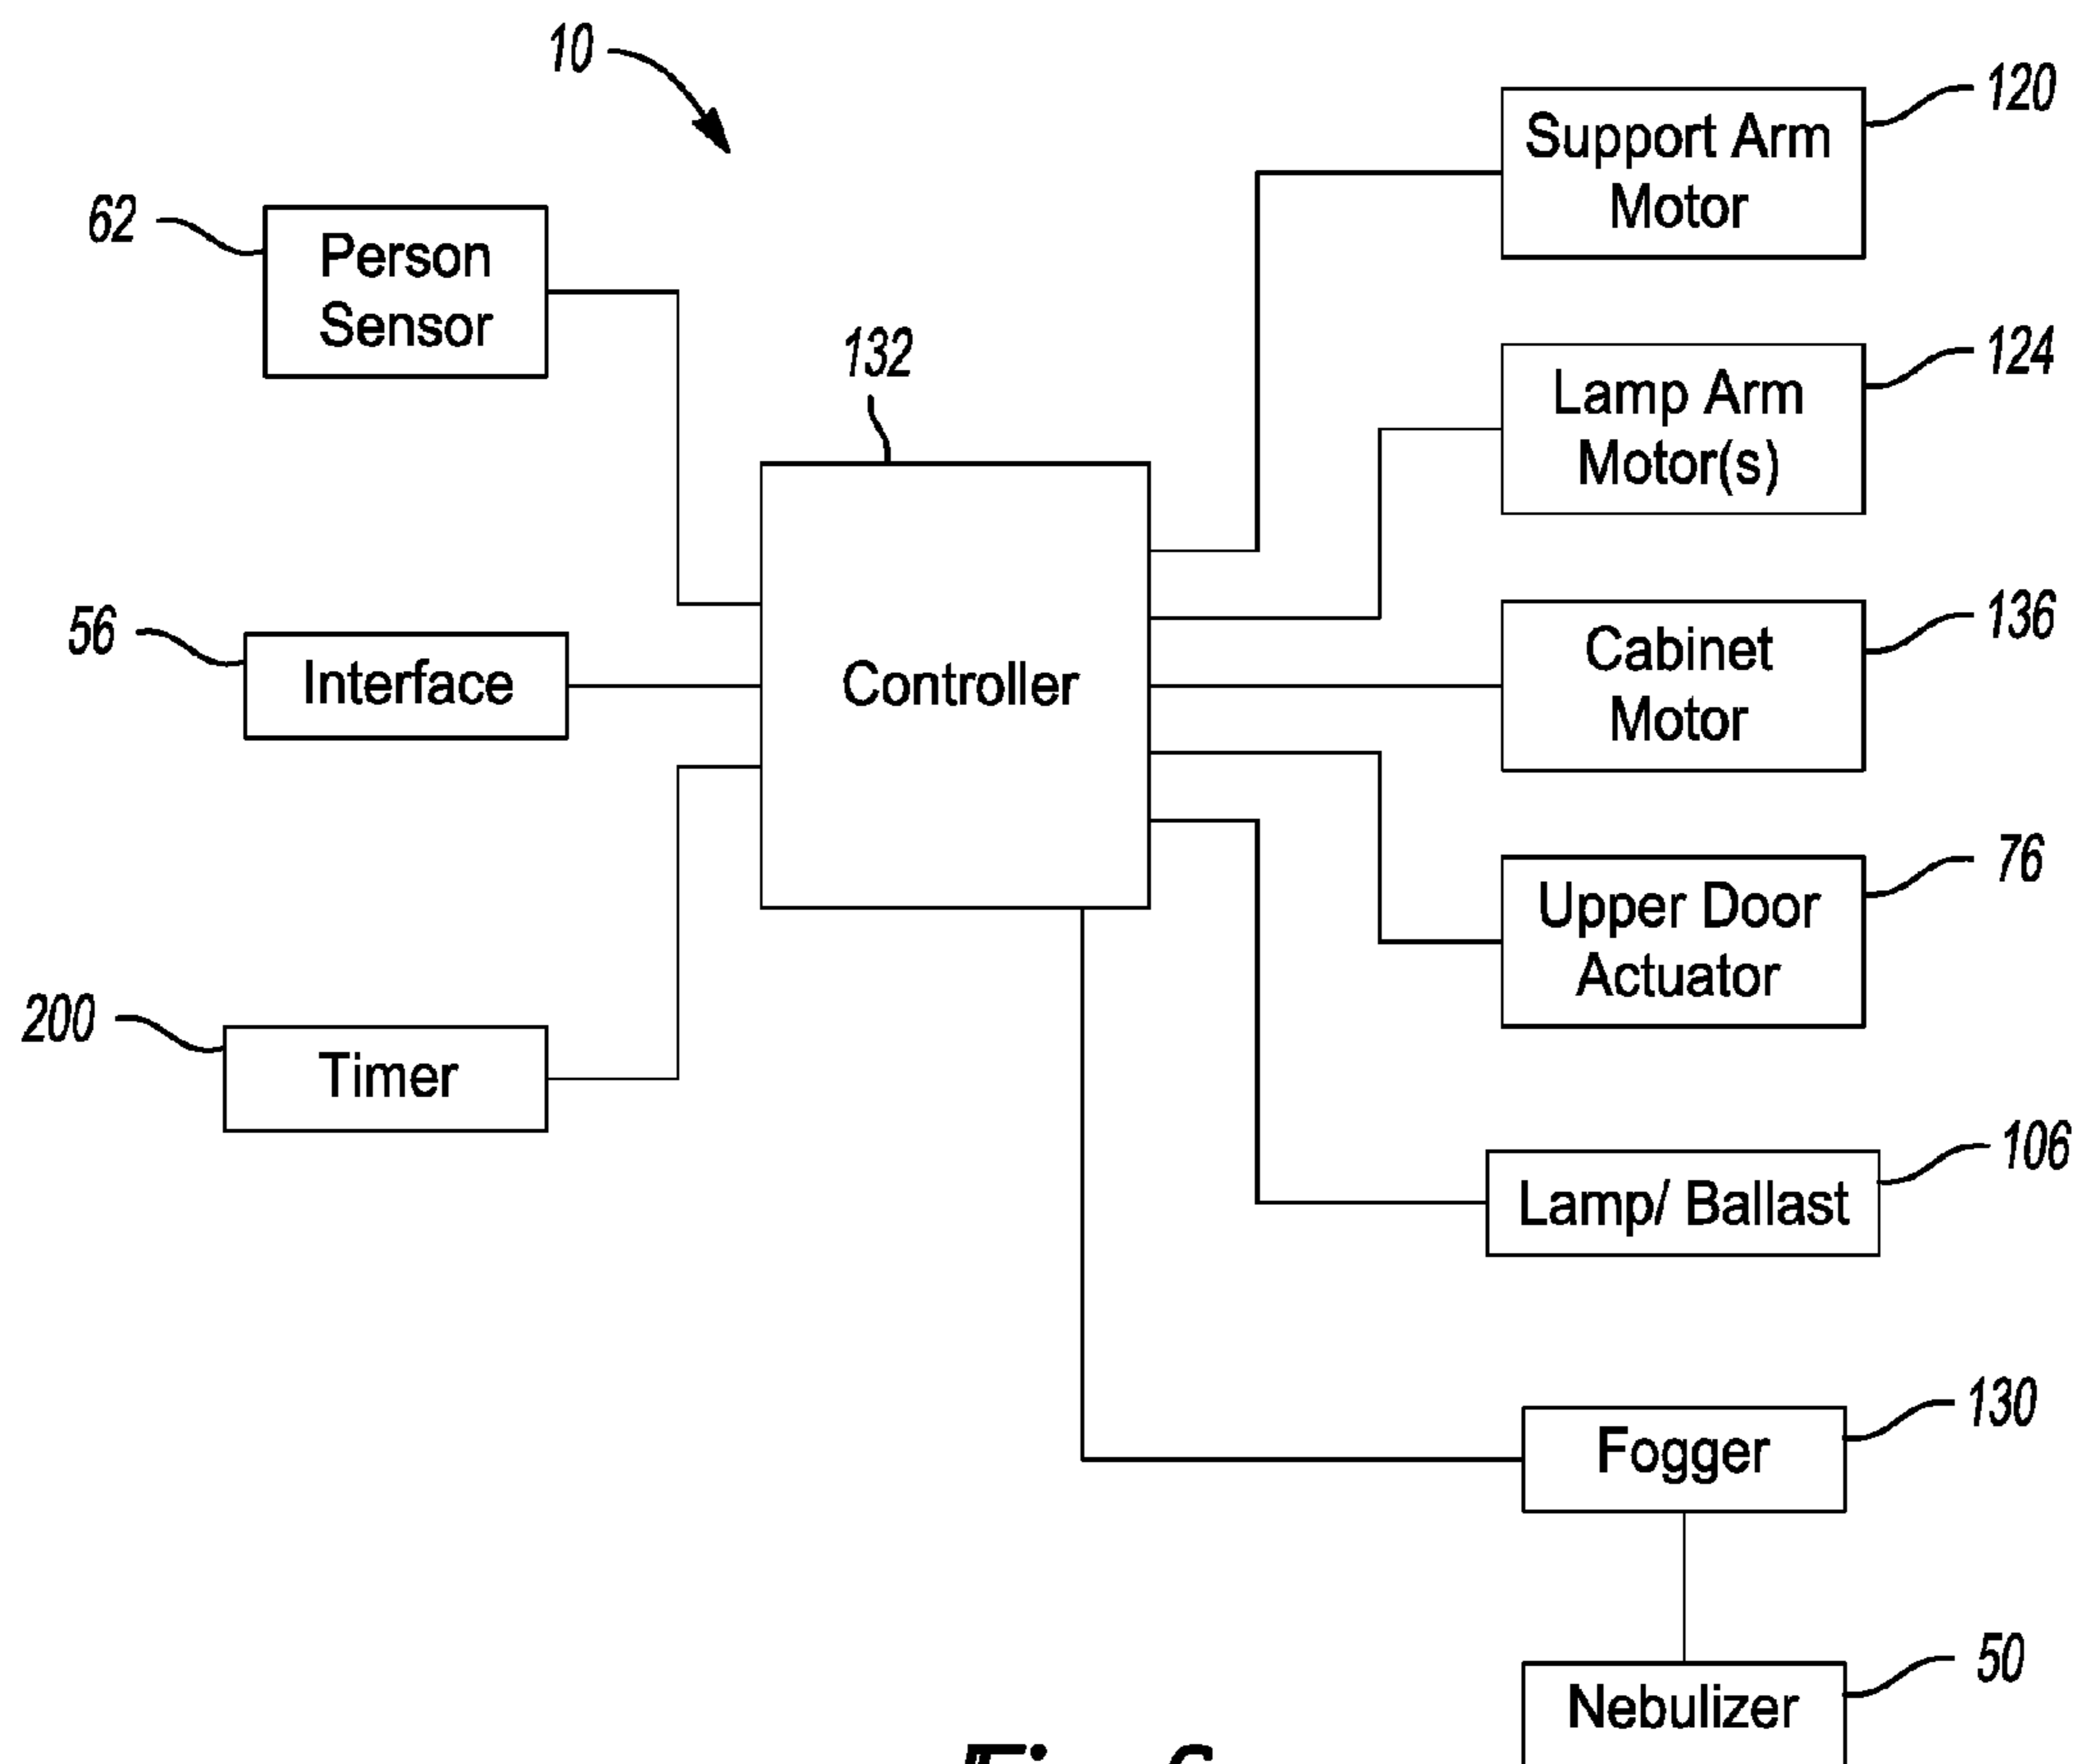 10
120
Support Arm
Motor
62
Person
Sensor
132
124
Lamp Arm
Motor(s)
56
Interface
Controller
136
Cabinet
Motor
76
Upper Door
Actuator
200
Timer
106
Lamp/ Ballast
130
Fogger
50
Nebulizer